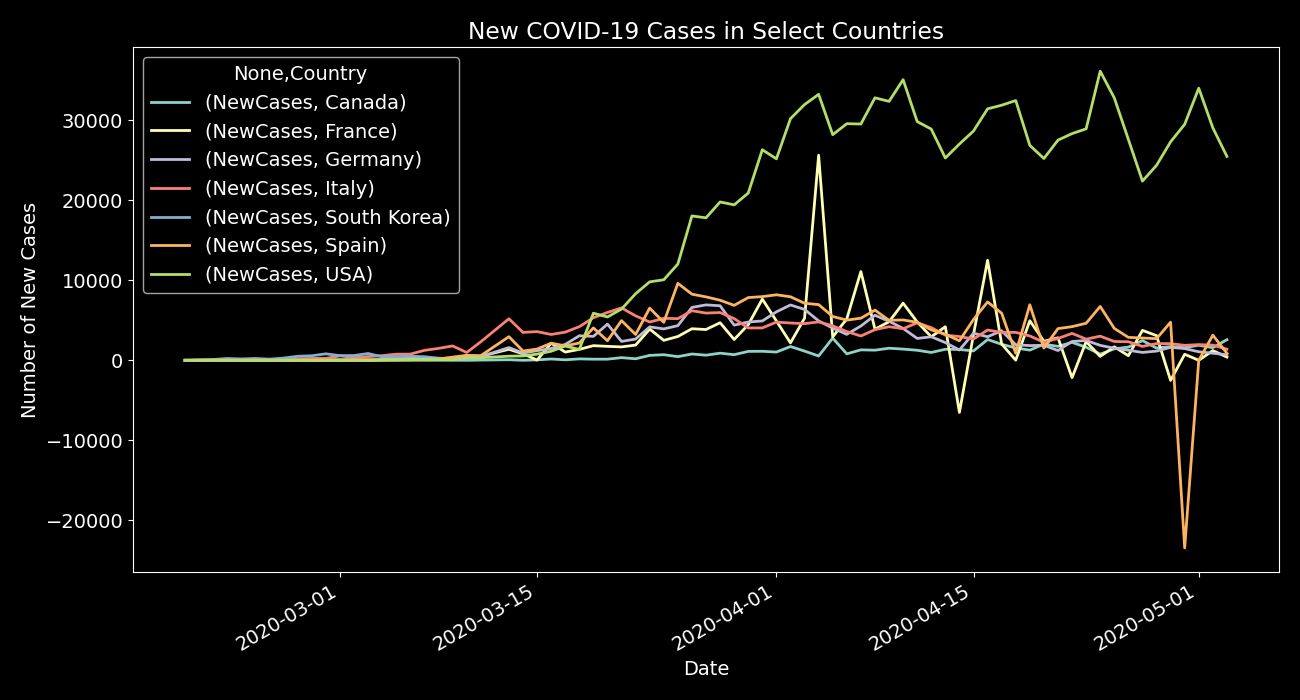 New COVID-19 Cases in Select Countries
None,Country
(NewCases, Canada)
(NewCases, France)
(NewCases, Germany)
(NewCases, Italy)
(NewCases, South Korea)
(NewCases, Spain)
(NewCases, USA)
Number of New Cases
30000
20000
10000
0
−10000
−20000
2020-03-01
2020-03-15
2020-04-01
2020-04-15
2020-05-01
Date